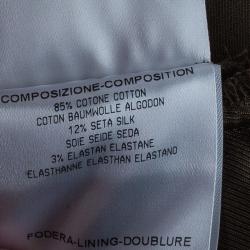 COMPOSIZIONE-COMPOSITION
85% COTONE COTTON
COTON BAUMWOLLE ALGODON
12% SETA SILK
SOIE SEIDE SEDA
3% ELASTAN ELASTANE
ELASTHANNE ELASTHAN ELASTANO
FODERA-LINING-DOUBLURE